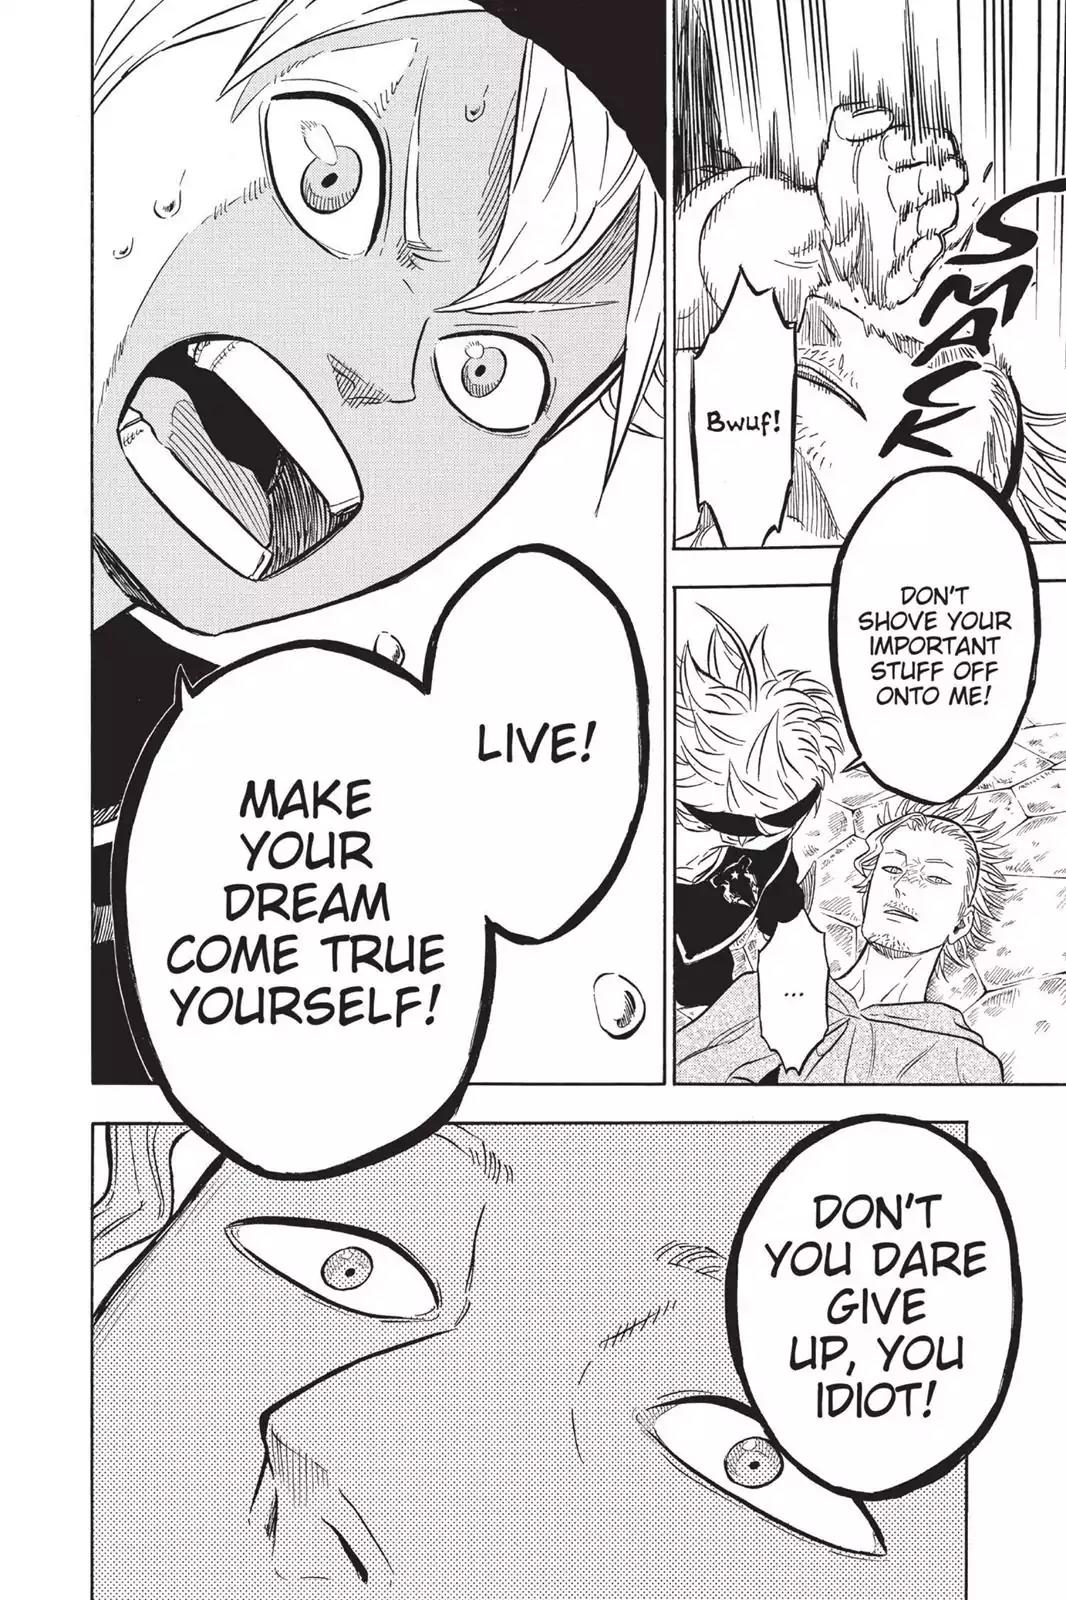 SMACK
Bwuf!
DON'T
SHOVE YOUR
IMPORTANT
STUFF OFF
ONTO ME!
...
LIVE!
MAKE
YOUR
DREAM
COME TRUE
YOURSELF!
DON'T
YOU DARE
GIVE
UP, YOU
IDIOT!